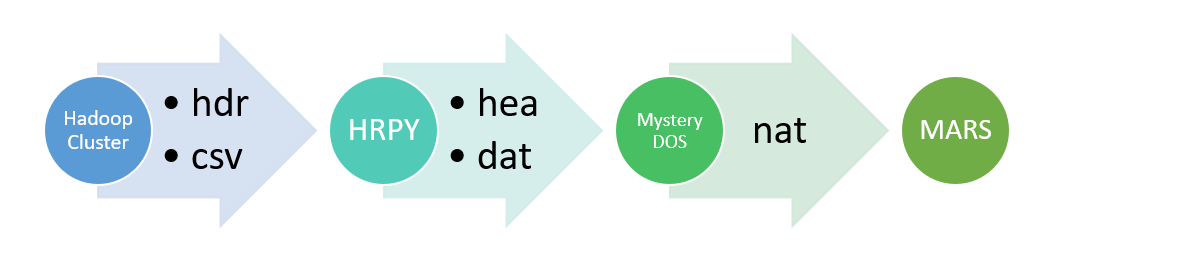 Hadoop
Cluster
• hdr
• csv
HRPY
• hea
• dat
Mystery
DOS
nat
MARS